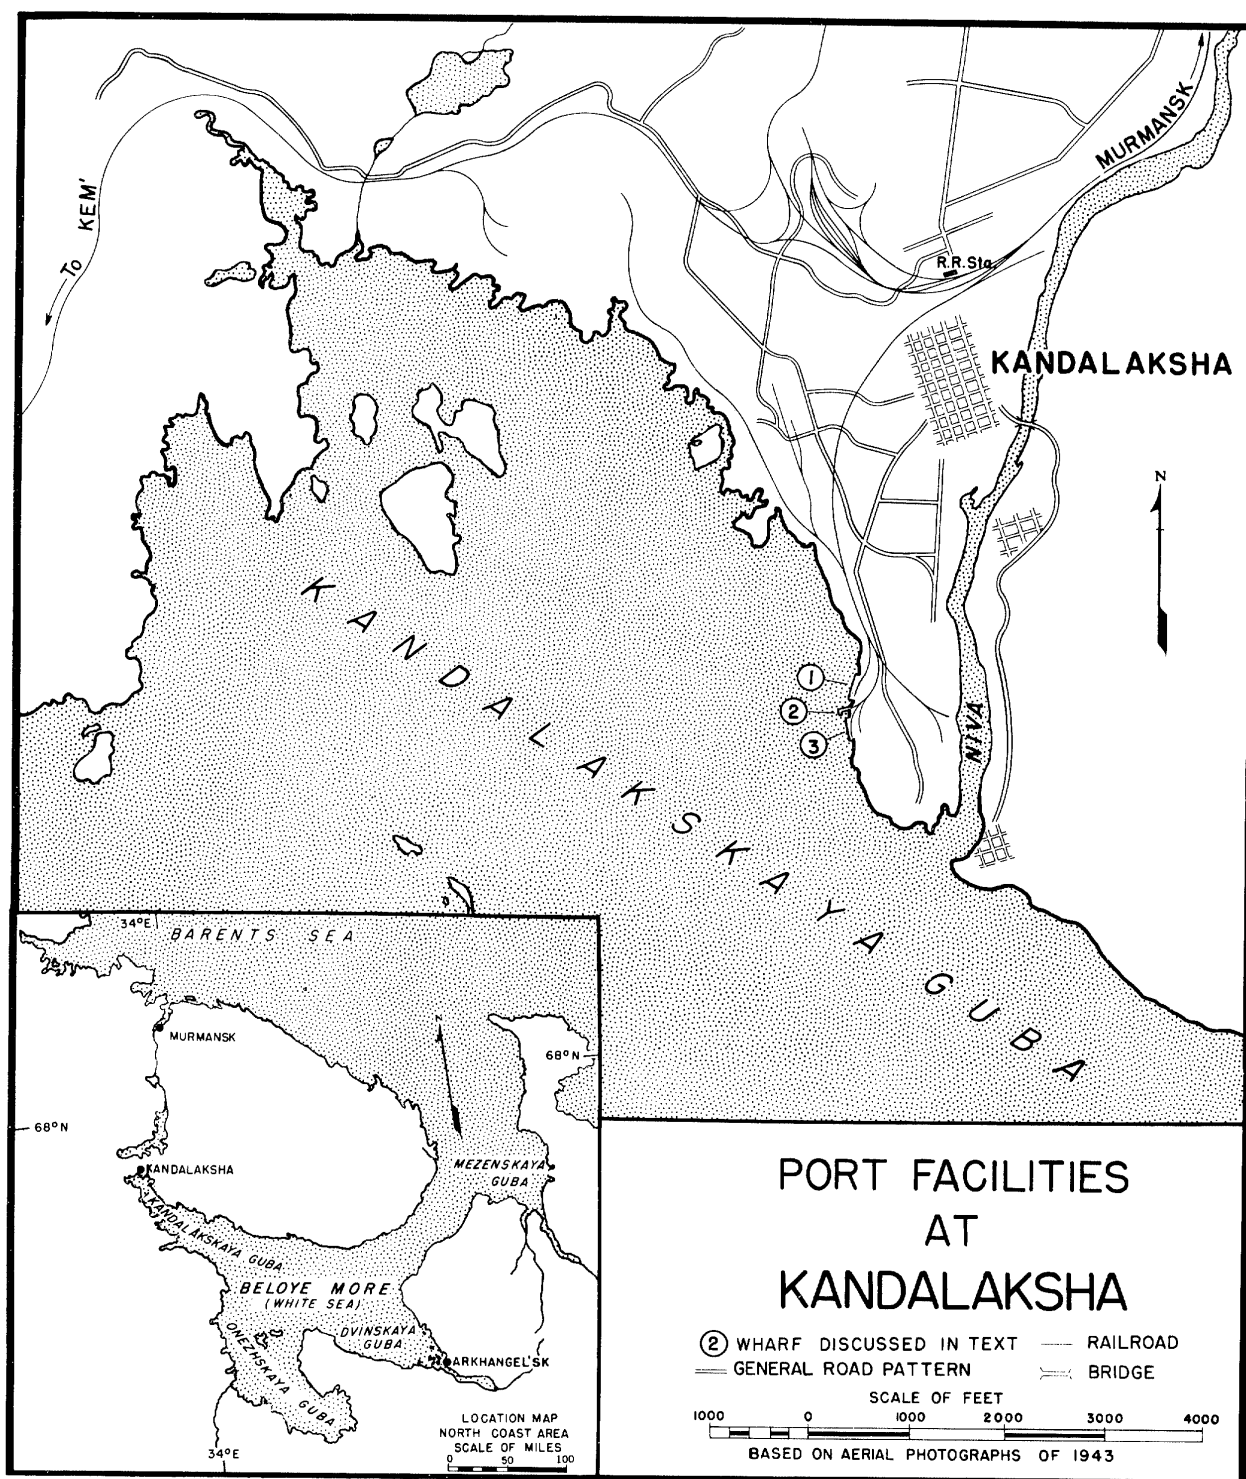 MURMANSK
To KEM'
R.R.Sta.
KANDALAKSHA
N
KANDALAKSKAYA GUBA
1
2
3
NIVA
34°E
BARENTS SEA
N
MURMANSK
68°N
68°N
KANDALAKSHA
MEZENSKAYA
GUBA
KANDALAKSKAYA GUBA
BELOYE MORE
(WHITE SEA)
DVINSKAYA
GUBA
ONEZHSKAYA GUBA
ARKHANGEL'SK
34°E
LOCATION MAP
NORTH COAST AREA
SCALE OF MILES
0 50 100
PORT FACILITIES
AT
KANDALAKSHA
2 WHARF DISCUSSED IN TEXT
RAILROAD
GENERAL ROAD PATTERN
BRIDGE
SCALE OF FEET
1000 0 1000 2000 3000 4000
BASED ON AERIAL PHOTOGRAPHS OF 1943